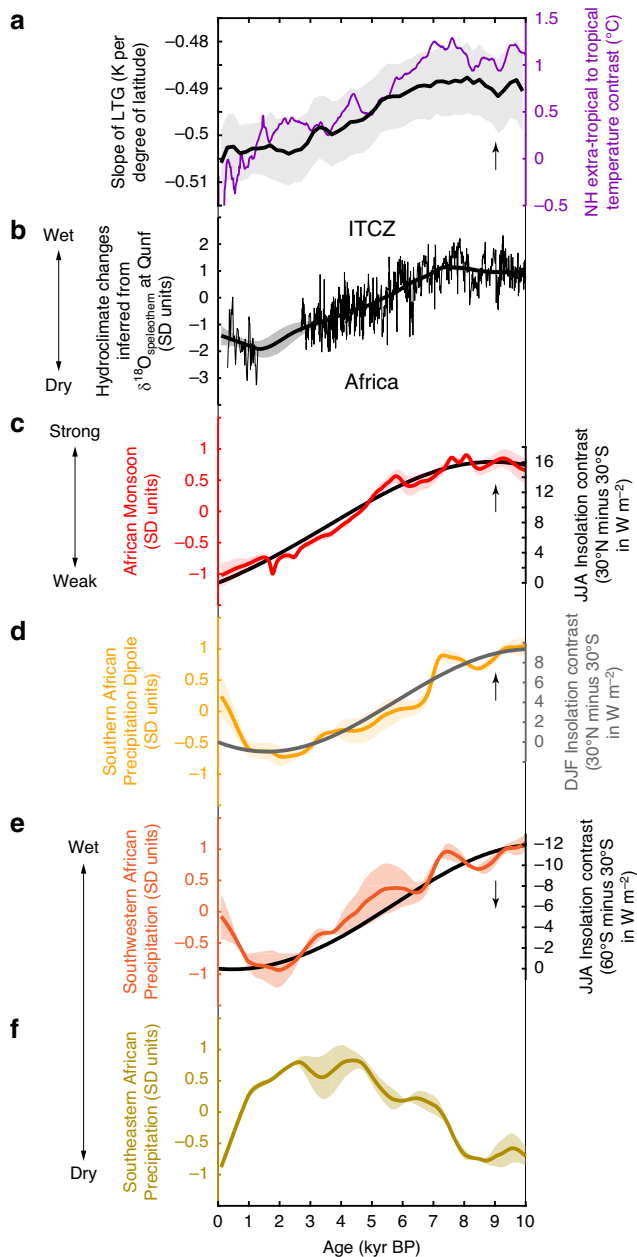 a
Slope of LTG (K per
degree of latitude)
−0.48
−0.49
−0.5
−0.51
1.5
1
0.5
0
−0.5
NH extra-tropical to tropical
temperature contrast (°C)
b
Wet
Dry
Hydroclimate changes
inferred from
δ¹⁸Ospeleothem at Qunf
(SD units)
2
1
0
−1
−2
−3
ITCZ
Africa
c
Strong
Weak
African Monsoon
(SD units)
1
0.5
0
−0.5
−1
16
12
8
4
0
JJA Insolation contrast
(30°N minus 30°S
in W m⁻²)
d
Southern African
Precipitation Dipole
(SD units)
1
0.5
0
−0.5
−1
8
6
4
2
0
DJF Insolation contrast
(30°N minus 30°S
in W m⁻²)
e
Wet
Southwestern African
Precipitation (SD units)
1
0.5
0
−0.5
−1
−12
−10
−8
−6
−4
−2
0
JJA Insolation contrast
(60°S minus 30°S
in W m⁻²)
f
Dry
Southeastern African
Precipitation (SD units)
1
0.5
0
−0.5
−1
0 1 2 3 4 5 6 7 8 9 10
Age (kyr BP)